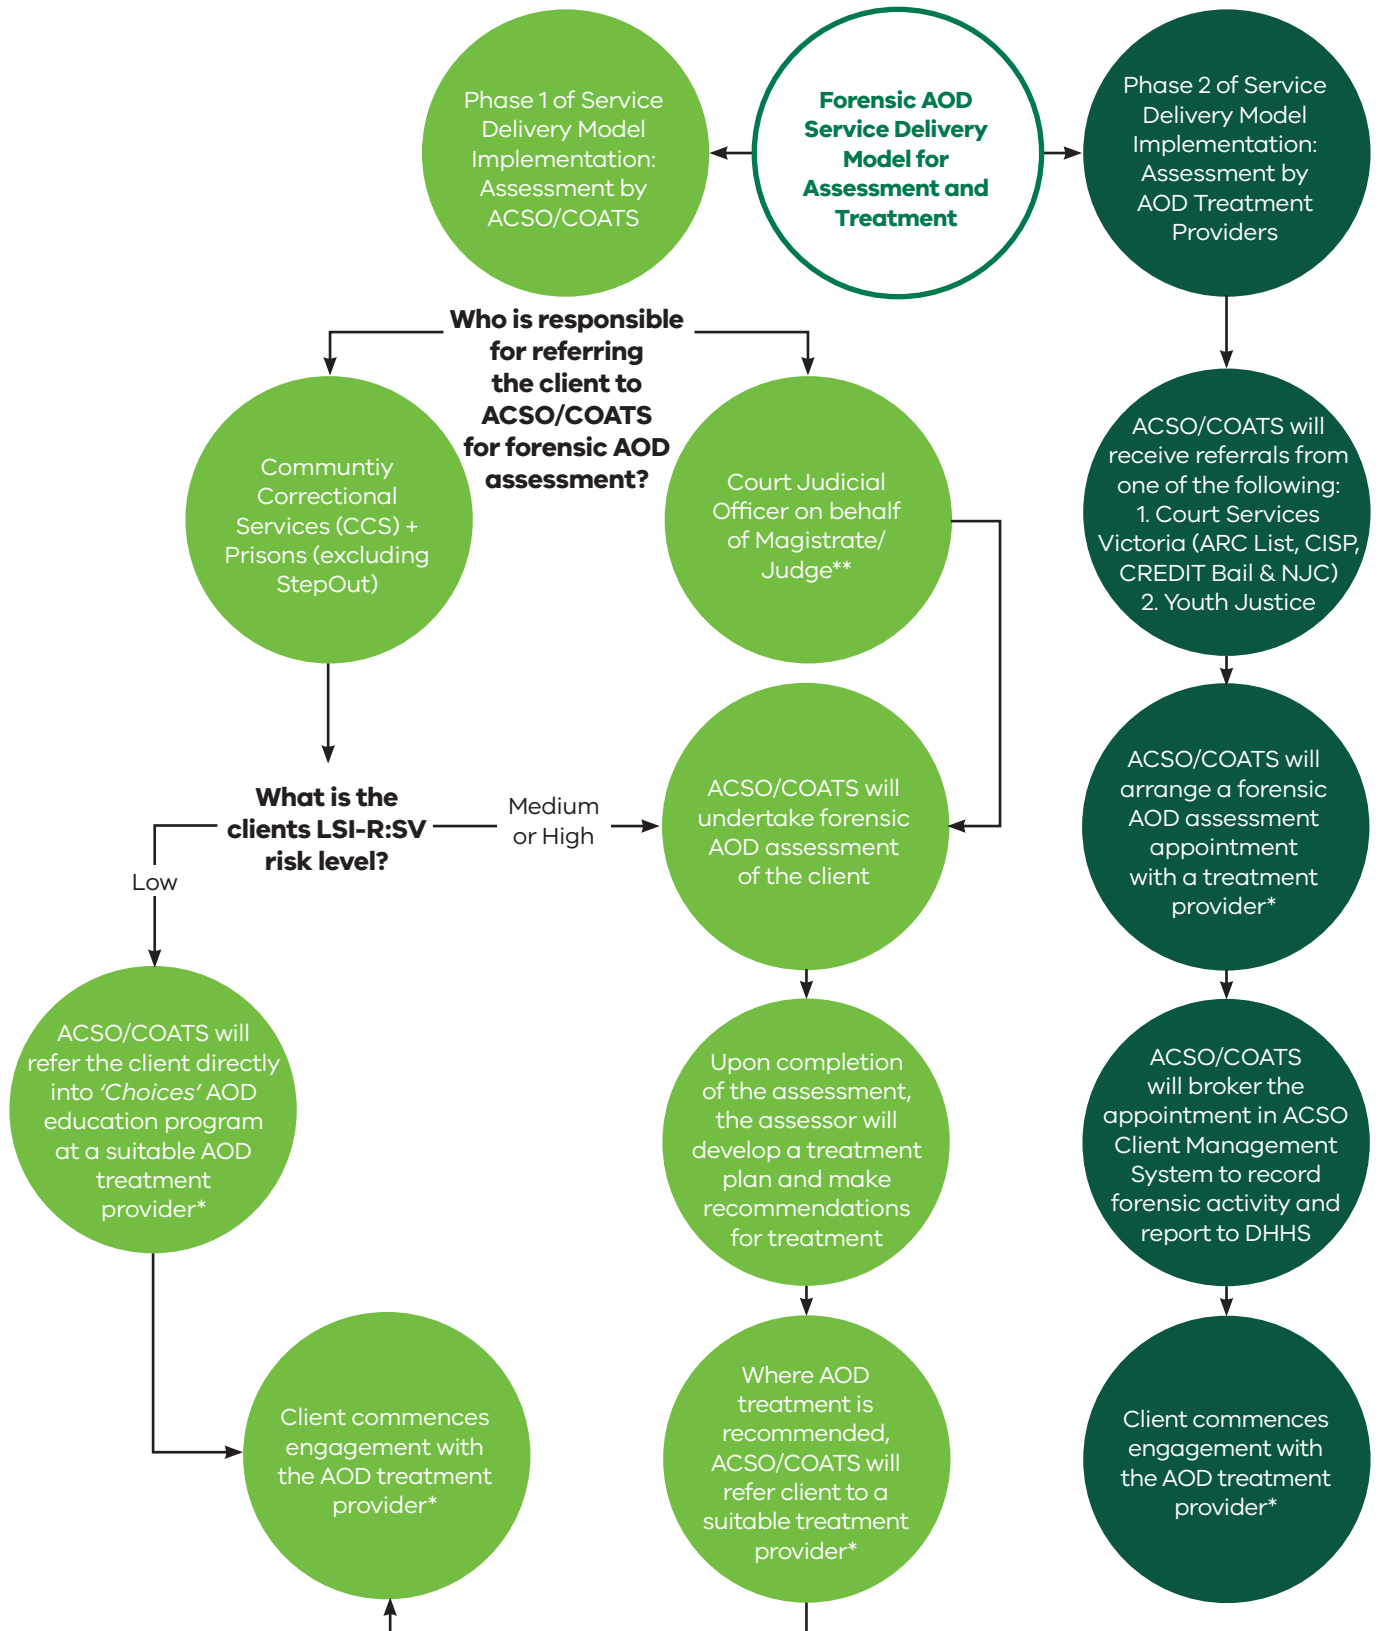 Phase 1 of Service
Delivery Model
Implementation:
Assessment by
ACSO/COATS
Forensic AOD
Service Delivery
Model for
Assessment and
Treatment
Phase 2 of Service
Delivery Model
Implementation:
Assessment by
AOD Treatment
Providers
Who is responsible
for referring
the client to
ACSO/COATS
for forensic AOD
assessment?
Communtiy
Correctional
Services (CCS) +
Prisons (excluding
StepOut)
Court Judicial
Officer on behalf
of Magistrate/
Judge**
ACSO/COATS will
receive referrals from
one of the following:
1. Court Services
Victoria (ARC List, CISP,
CREDIT Bail & NJC)
2. Youth Justice
What is the
clients LSI-R:SV
risk level?
Medium
or High
Low
ACSO/COATS will
undertake forensic
AOD assessment
of the client
ACSO/COATS will
arrange a forensic
AOD assessment
appointment
with a treatment
provider*
ACSO/COATS will
refer the client directly
into ‘Choices’ AOD
education program
at a suitable AOD
treatment
provider*
Upon completion
of the assessment,
the assessor will
develop a treatment
plan and make
recommendations
for treatment
ACSO/COATS
will broker the
appointment in ACSO
Client Management
System to record
forensic activity and
report to DHHS
Client commences
engagement with
the AOD treatment
provider*
Where AOD
treatment is
recommended,
ACSO/COATS will
refer client to a
suitable treatment
provider*
Client commences
engagement with
the AOD treatment
provider*